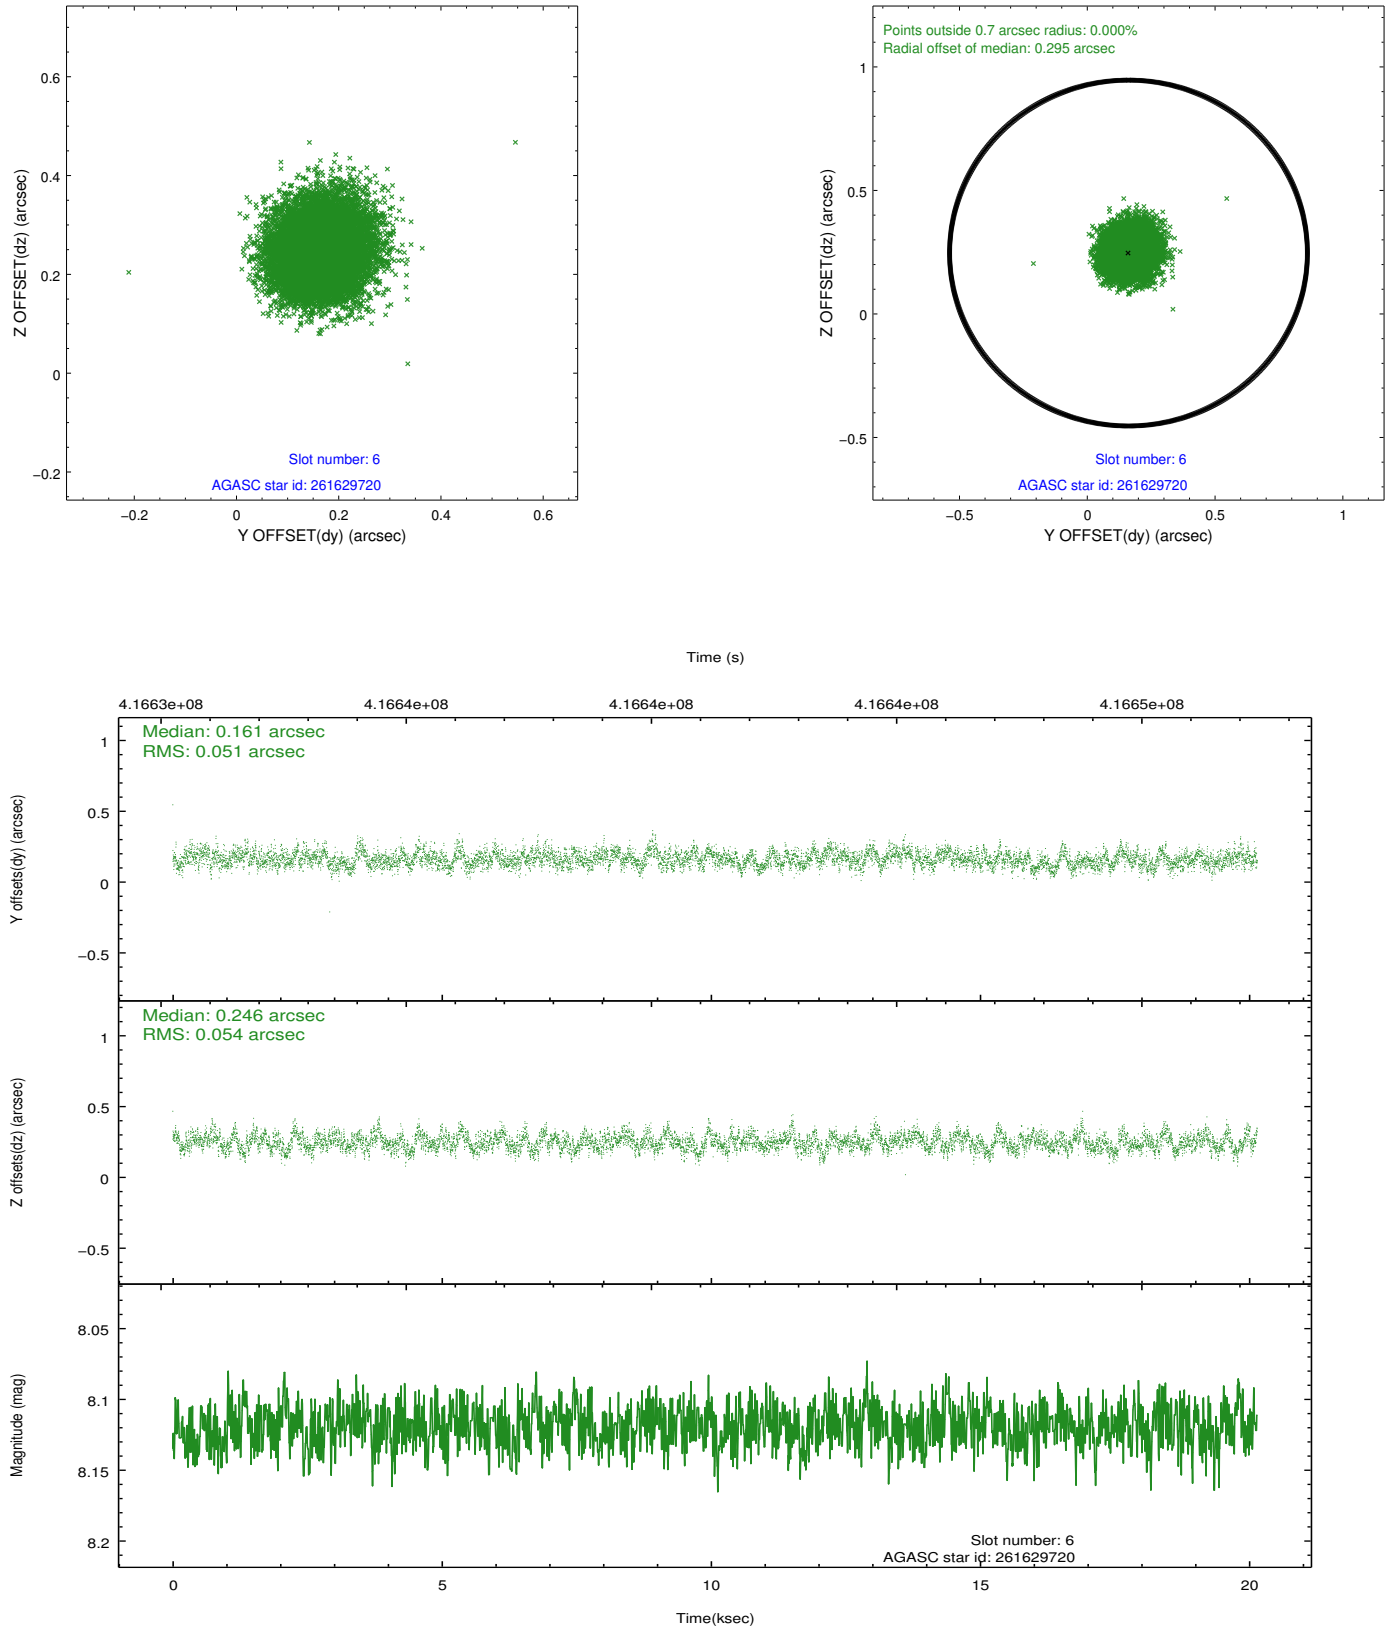 0.6
0.4
0.2
0
−0.2
−0.2
0
0.2
0.4
0.6
Z OFFSET(dz) (arcsec)
Y OFFSET(dy) (arcsec)
Slot number: 6
AGASC star id: 261629720
Points outside 0.7 arcsec radius: 0.000%
Radial offset of median: 0.295 arcsec
1
0.5
0
−0.5
−0.5
0
0.5
1
Z OFFSET(dz) (arcsec)
Y OFFSET(dy) (arcsec)
Slot number: 6
AGASC star id: 261629720
Time (s)
4.1663e+08
4.1664e+08
4.1664e+08
4.1664e+08
4.1665e+08
Median: 0.161 arcsec
RMS: 0.051 arcsec
1
0.5
0
−0.5
Y offsets(dy) (arcsec)
Median: 0.246 arcsec
RMS: 0.054 arcsec
1
0.5
0
−0.5
Z offsets(dz) (arcsec)
8.05
8.1
8.15
8.2
Magnitude (mag)
Slot number: 6
AGASC star id: 261629720
0
5
10
15
20
Time(ksec)